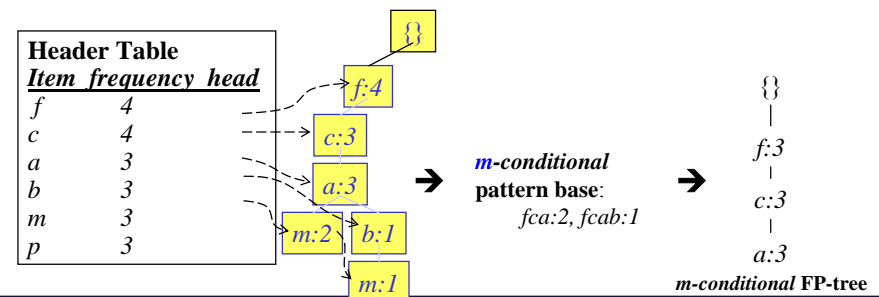 Header Table
Item frequency head
f 4
c 4
a 3
b 3
m 3
p 3
{}
f:4
c:3
a:3
m:2 b:1
m:1
➔
m-conditional
pattern base:
fca:2, fcab:1
➔
{}
f:3
c:3
a:3
m-conditional FP-tree